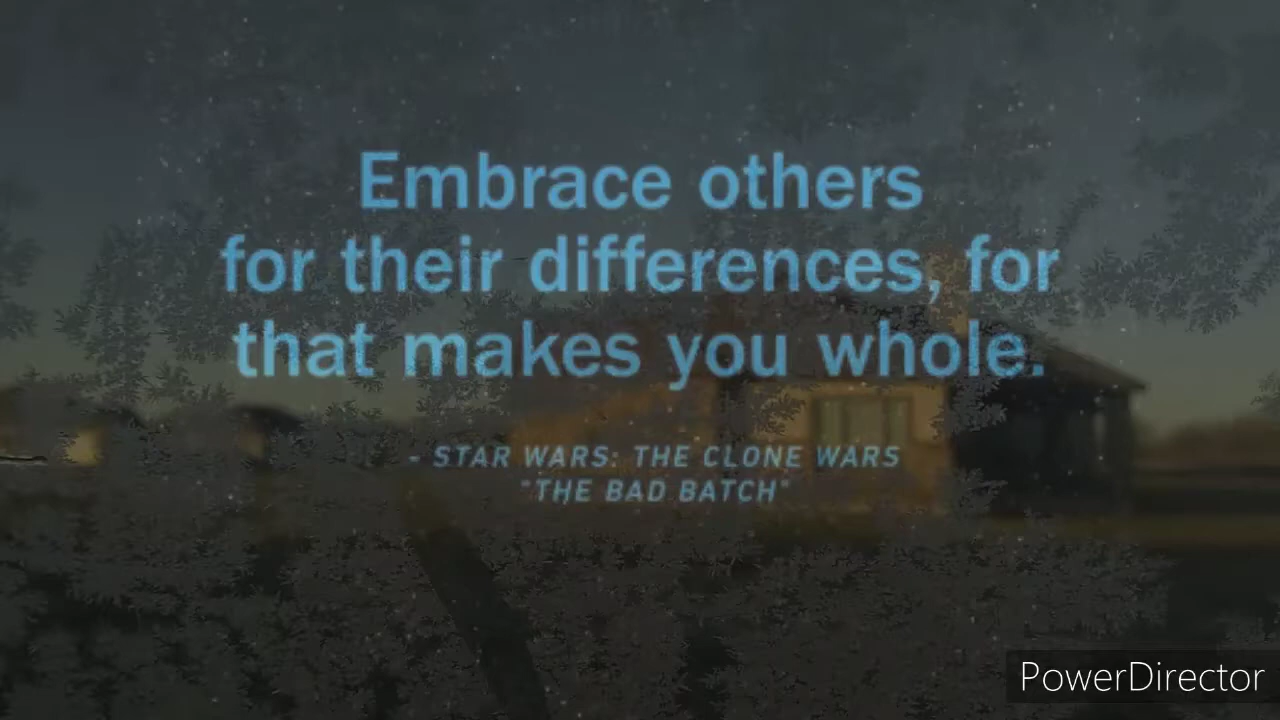 Embrace others
for their differences, for
that makes you whole.
- STAR WARS: THE CLONE WARS
"THE BAD BATCH"
PowerDirector